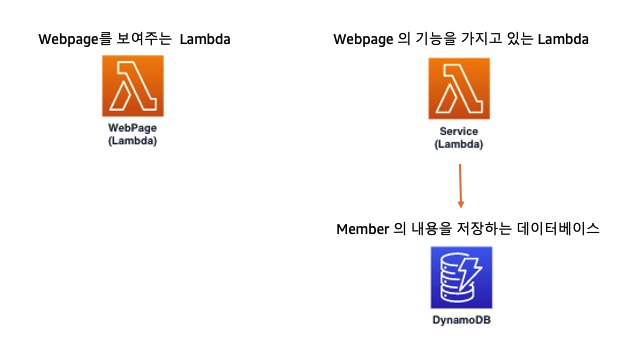 Webpage를 보여주는 Lambda
Webpage 의 기능을 가지고 있는 Lambda
WebPage
(Lambda)
Service
(Lambda)
Member 의 내용을 저장하는 데이터베이스
DynamoDB